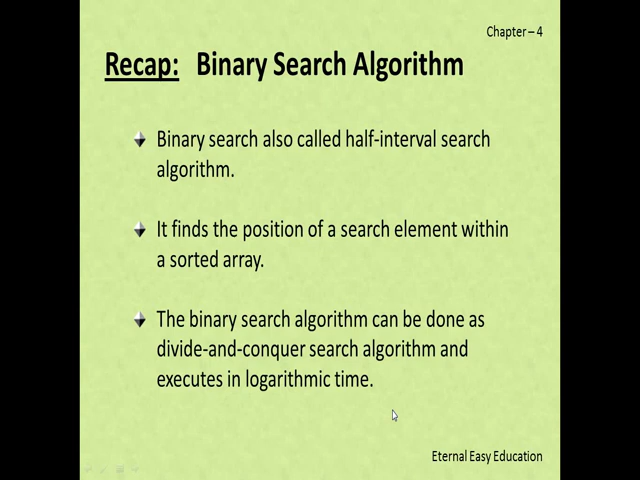 Chapter – 4
Recap: Binary Search Algorithm
Binary search also called half-interval search
algorithm.
It finds the position of a search element within
a sorted array.
The binary search algorithm can be done as
divide-and-conquer search algorithm and
executes in logarithmic time.
Eternal Easy Education